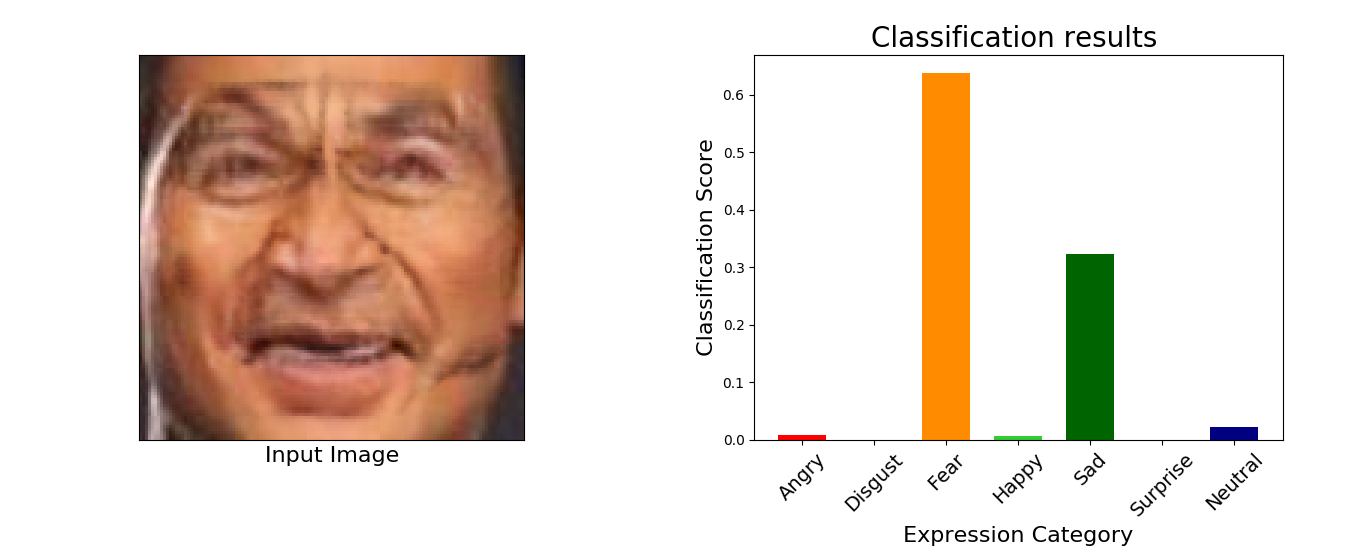 Input Image
Classification results
Classification Score
0.6
0.5
0.4
0.3
0.2
0.1
0.0
Angry
Disgust
Fear
Happy
Sad
Surprise
Neutral
Expression Category